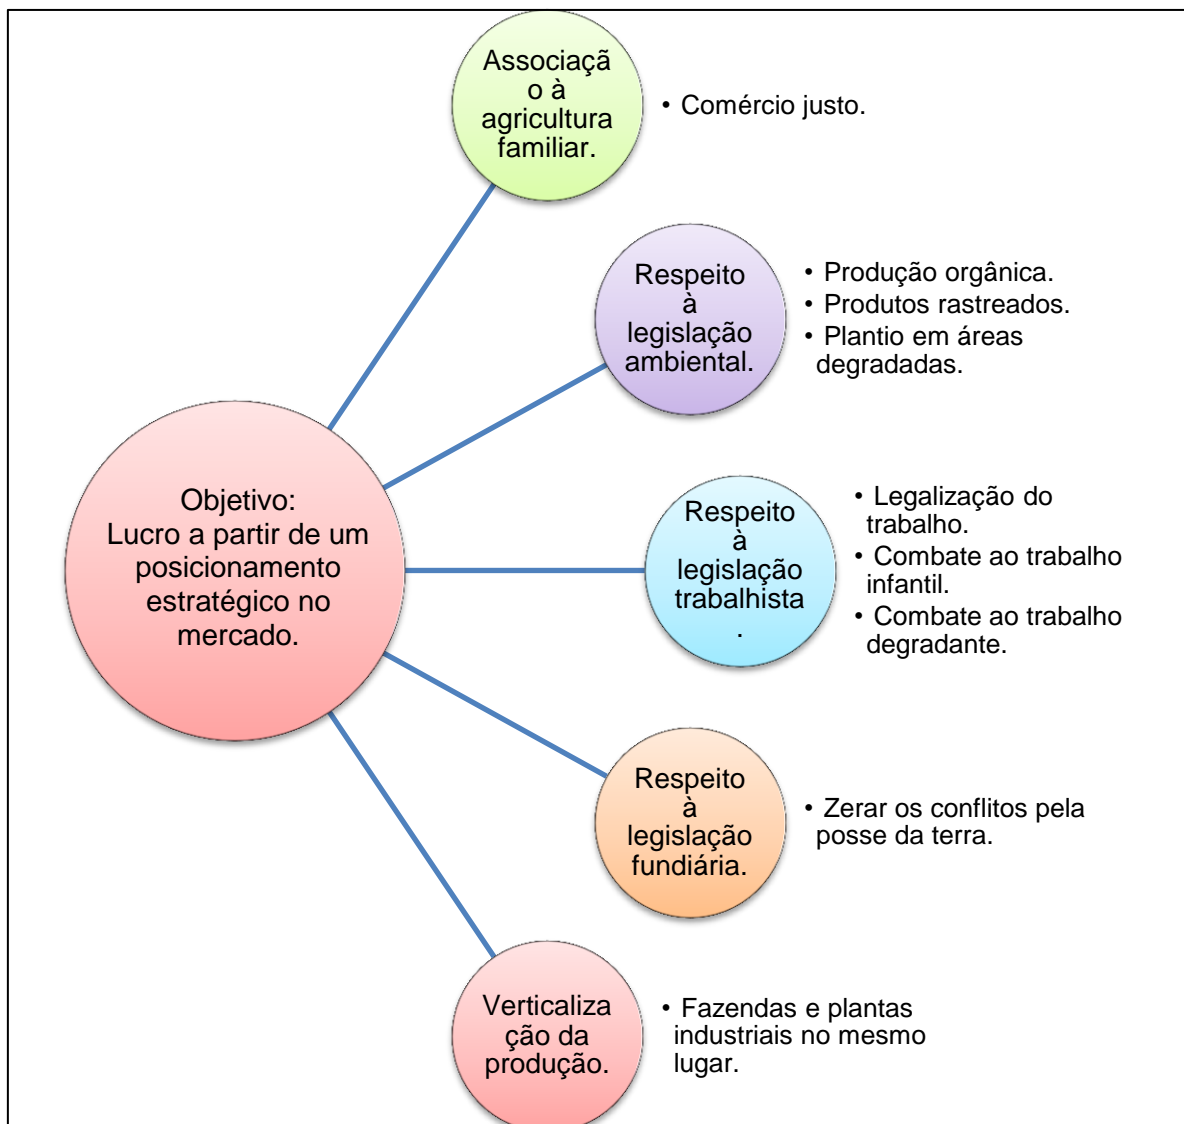 Associaçã
o à
agricultura
familiar.
• Comércio justo.
Respeito
à
legislação
ambiental.
• Produção orgânica.
• Produtos rastreados.
• Plantio em áreas
degradadas.
Objetivo:
Lucro a partir de um
posicionamento
estratégico no
mercado.
Respeito
à
legislação
trabalhista
.
• Legalização do
trabalho.
• Combate ao trabalho
infantil.
• Combate ao trabalho
degradante.
Respeito
à
legislação
fundiária.
• Zerar os conflitos pela
posse da terra.
Verticaliza
ção da
produção.
• Fazendas e plantas
industriais no mesmo
lugar.